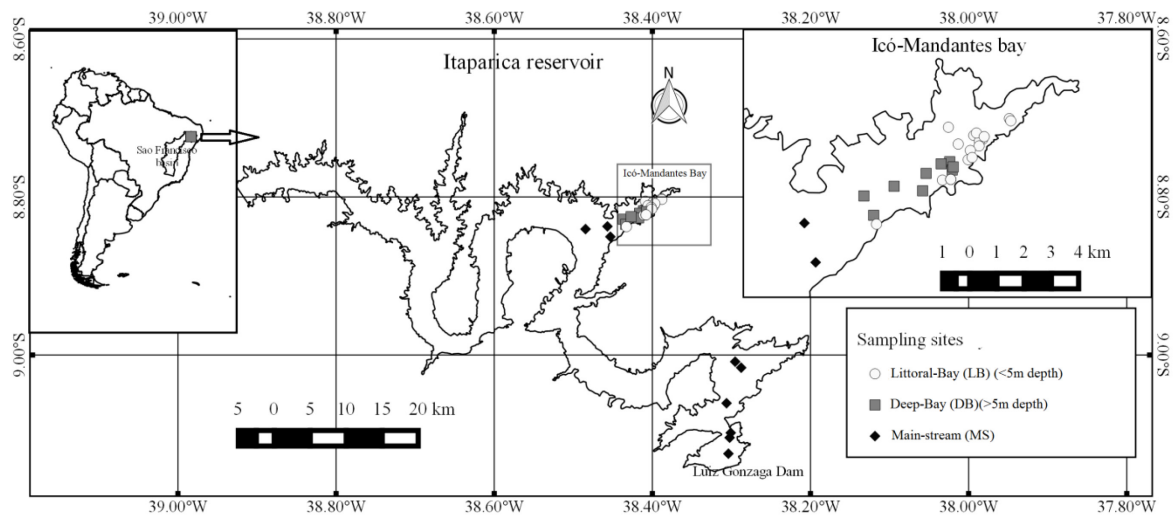 39.00°W 38.80°W 38.60°W 38.40°W 38.20°W 38.00°W 37.80°W
8.60°S
8.60°S
Itaparica reservoir
Icó-Mandantes bay
N
Sao Francisco
basin
Icó-Mandantes Bay
8.80°S
8.80°S
1 0 1 2 3 4 km
9.00°S
9.00°S
Sampling sites
Littoral-Bay (LB) (<5m depth)
Deep-Bay (DB)(>5m depth)
Main-stream (MS)
5 0 5 10 15 20 km
Luiz Gonzaga Dam
39.00°W 38.80°W 38.60°W 38.40°W 38.20°W 38.00°W 37.80°W